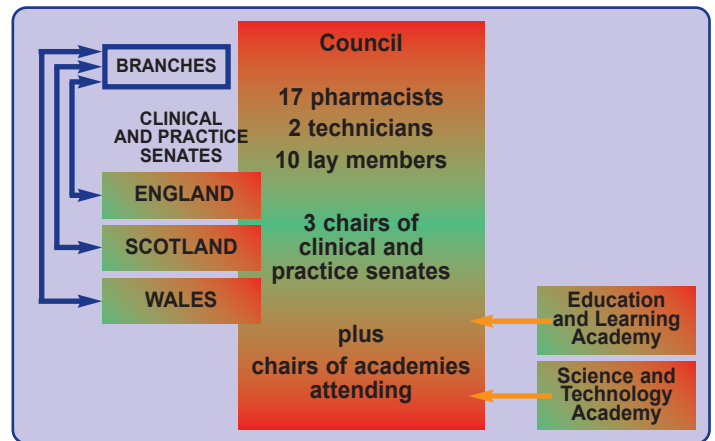 Council
BRANCHES
17 pharmacists
2 technicians
10 lay members
CLINICAL
AND PRACTICE
SENATES
ENGLAND
SCOTLAND
WALES
3 chairs of
clinical and
practice senates
plus
chairs of academies
attending
Education
and Learning
Academy
Science and
Technology
Academy